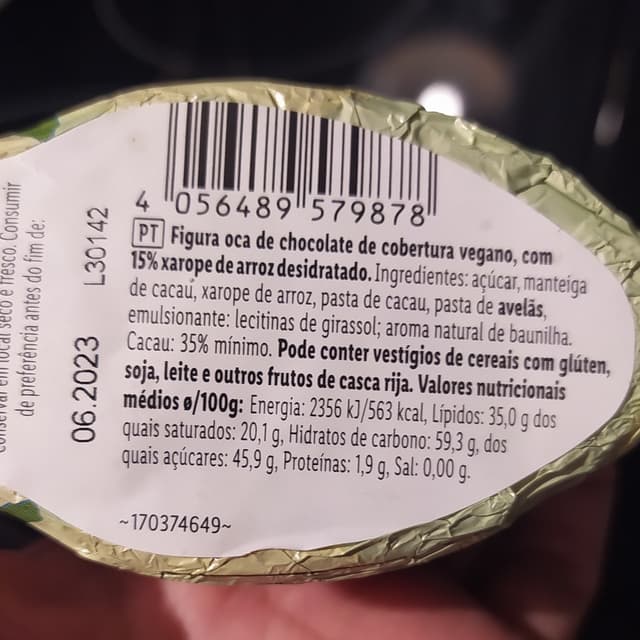 4 056489 579878
PT Figura oca de chocolate de cobertura vegano, com
15% xarope de arroz desidratado. Ingredientes: açúcar, manteiga
de cacau, xarope de arroz, pasta de cacau, pasta de avelãs,
emulsionante: lecitinas de girassol; aroma natural de baunilha.
Cacau: 35% mínimo. Pode conter vestígios de cereais com glúten,
soja, leite e outros frutos de casca rija. Valores nutricionais
médios ø/100g: Energia: 2356 kJ/563 kcal, Lípidos: 35,0 g dos
quais saturados: 20,1 g, Hidratos de carbono: 59,3 g, dos
quais açúcares: 45,9 g, Proteínas: 1,9 g, Sal: 0,00 g.
~170374649~
06.2023 L30142
em local seco e fresco. Consumir
de preferência antes do fim de: